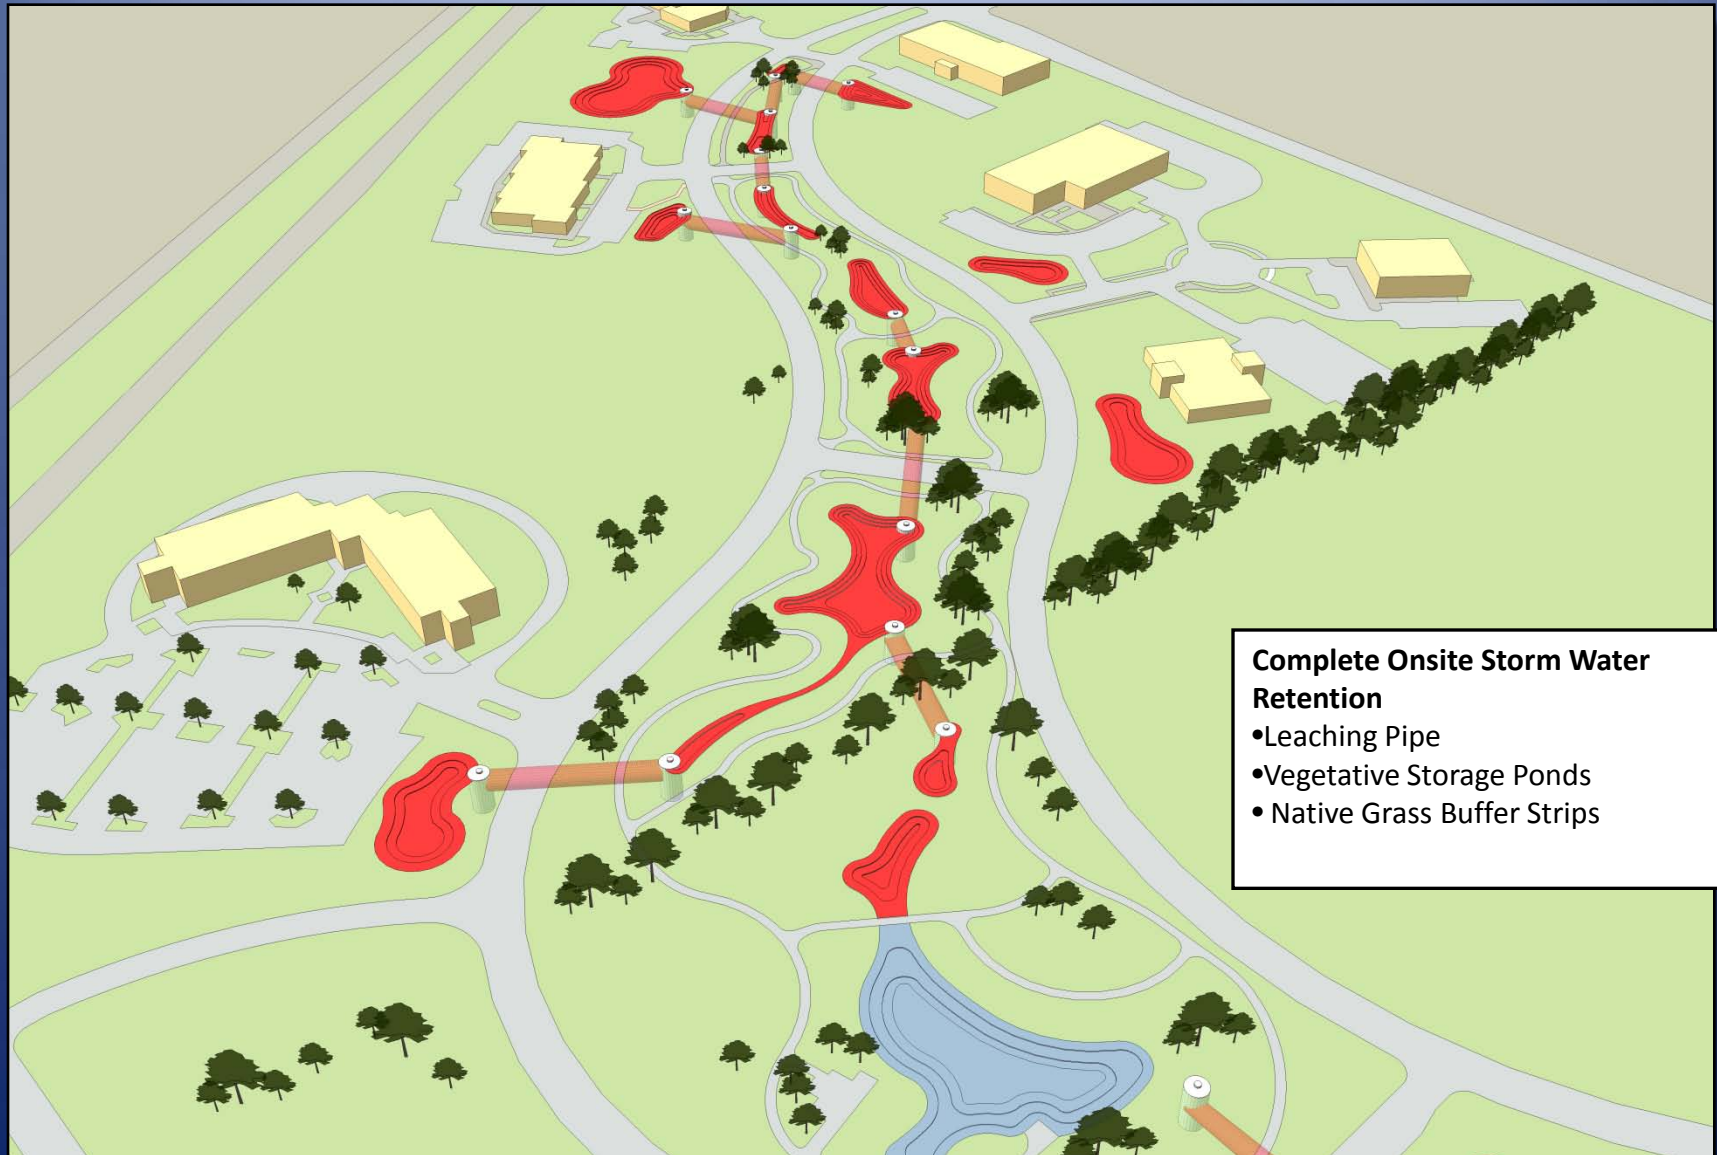 Complete Onsite Storm Water
Retention
•Leaching Pipe
•Vegetative Storage Ponds
• Native Grass Buffer Strips